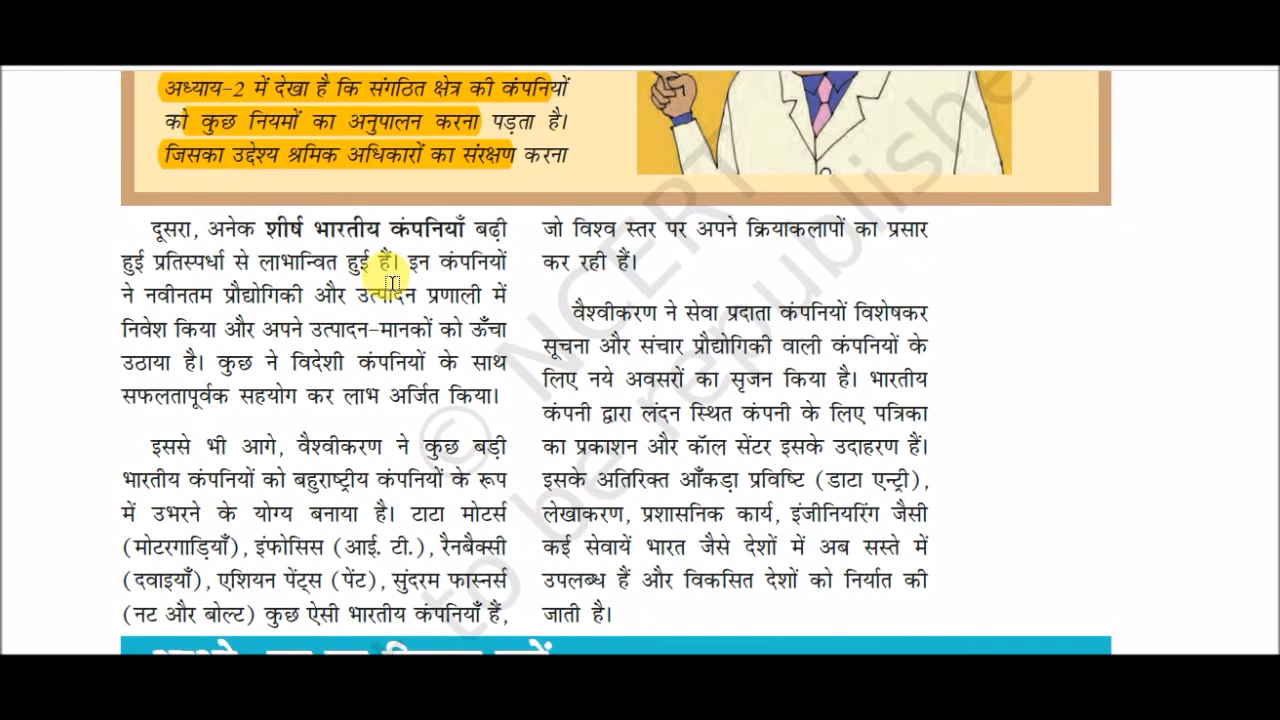 अध्याय-2 में देखा है कि संगठित क्षेत्र की कंपनियों
को कुछ नियमों का अनुपालन करना पड़ता है।
जिसका उद्देश्य श्रमिक अधिकारों का संरक्षण करना
दूसरा, अनेक शीर्ष भारतीय कंपनियाँ बढ़ी
हुई प्रतिस्पर्धा से लाभान्वित हुई हैं। इन कंपनियों
ने नवीनतम प्रौद्योगिकी और उत्पादन प्रणाली में
निवेश किया और अपने उत्पादन-मानकों को ऊँचा
उठाया है। कुछ ने विदेशी कंपनियों के साथ
सफलतापूर्वक सहयोग कर लाभ अर्जित किया।
इससे भी आगे, वैश्वीकरण ने कुछ बड़ी
भारतीय कंपनियों को बहुराष्ट्रीय कंपनियों के रूप
में उभरने के योग्य बनाया है। टाटा मोटर्स
(मोटरगाड़ियाँ), इंफोसिस (आई. टी.), रैनबैक्सी
(दवाइयाँ), एशियन पेंट्स (पेंट), सुंदरम फास्नर्स
(नट और बोल्ट) कुछ ऐसी भारतीय कंपनियाँ हैं,
जो विश्व स्तर पर अपने क्रियाकलापों का प्रसार
कर रही हैं।
वैश्वीकरण ने सेवा प्रदाता कंपनियों विशेषकर
सूचना और संचार प्रौद्योगिकी वाली कंपनियों के
लिए नये अवसरों का सृजन किया है। भारतीय
कंपनी द्वारा लंदन स्थित कंपनी के लिए पत्रिका
का प्रकाशन और कॉल सेंटर इसके उदाहरण हैं।
इसके अतिरिक्त आँकड़ा प्रविष्टि (डाटा एन्ट्री),
लेखाकरण, प्रशासनिक कार्य, इंजीनियरिंग जैसी
कई सेवायें भारत जैसे देशों में अब सस्ते में
उपलब्ध हैं और विकसित देशों को निर्यात की
जाती है।
© NCERT
to be republishe